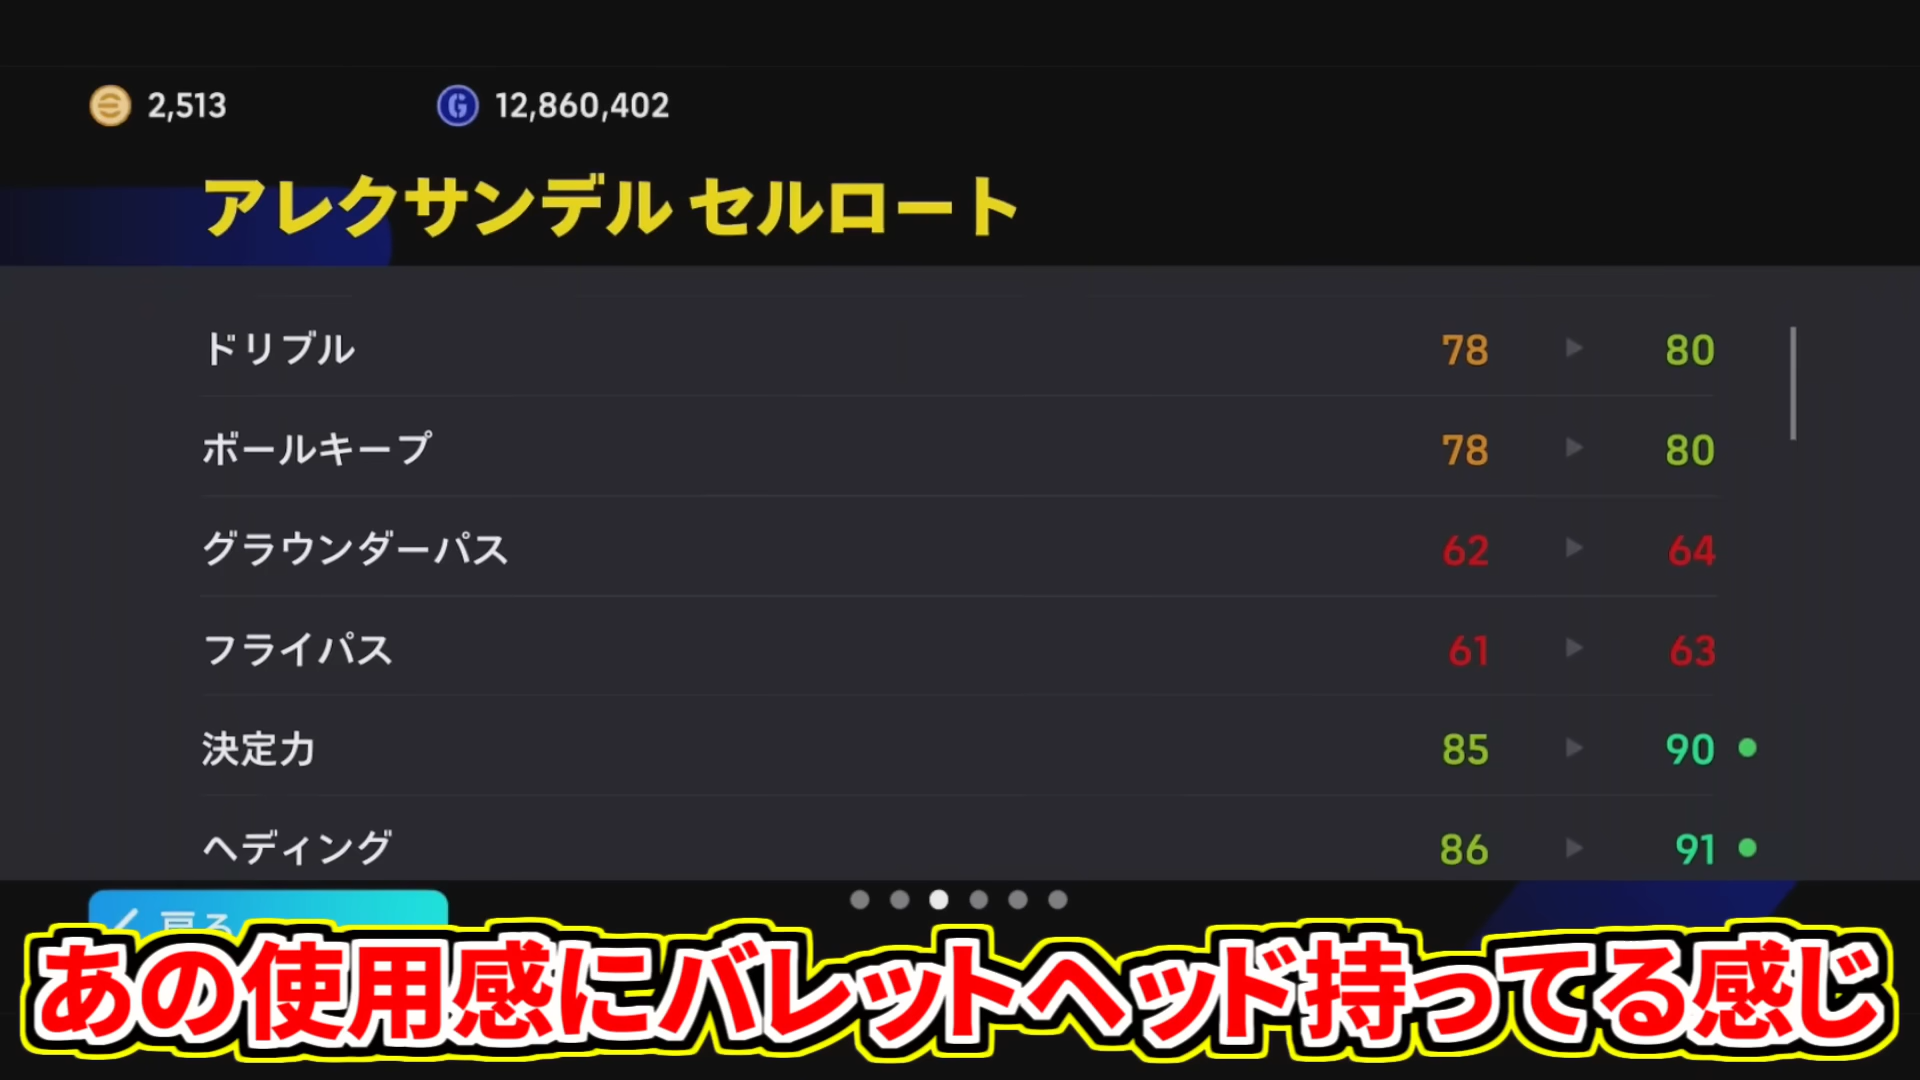 2,513
12,860,402
アレクサンデル セルロート
ドリブル 78 80
ボールキープ 78 80
グラウンダーパス 62 64
フライパス 61 63
決定力 85 90
ヘディング 86 91
戻る
あの使用感にバレットヘッド持ってる感じ